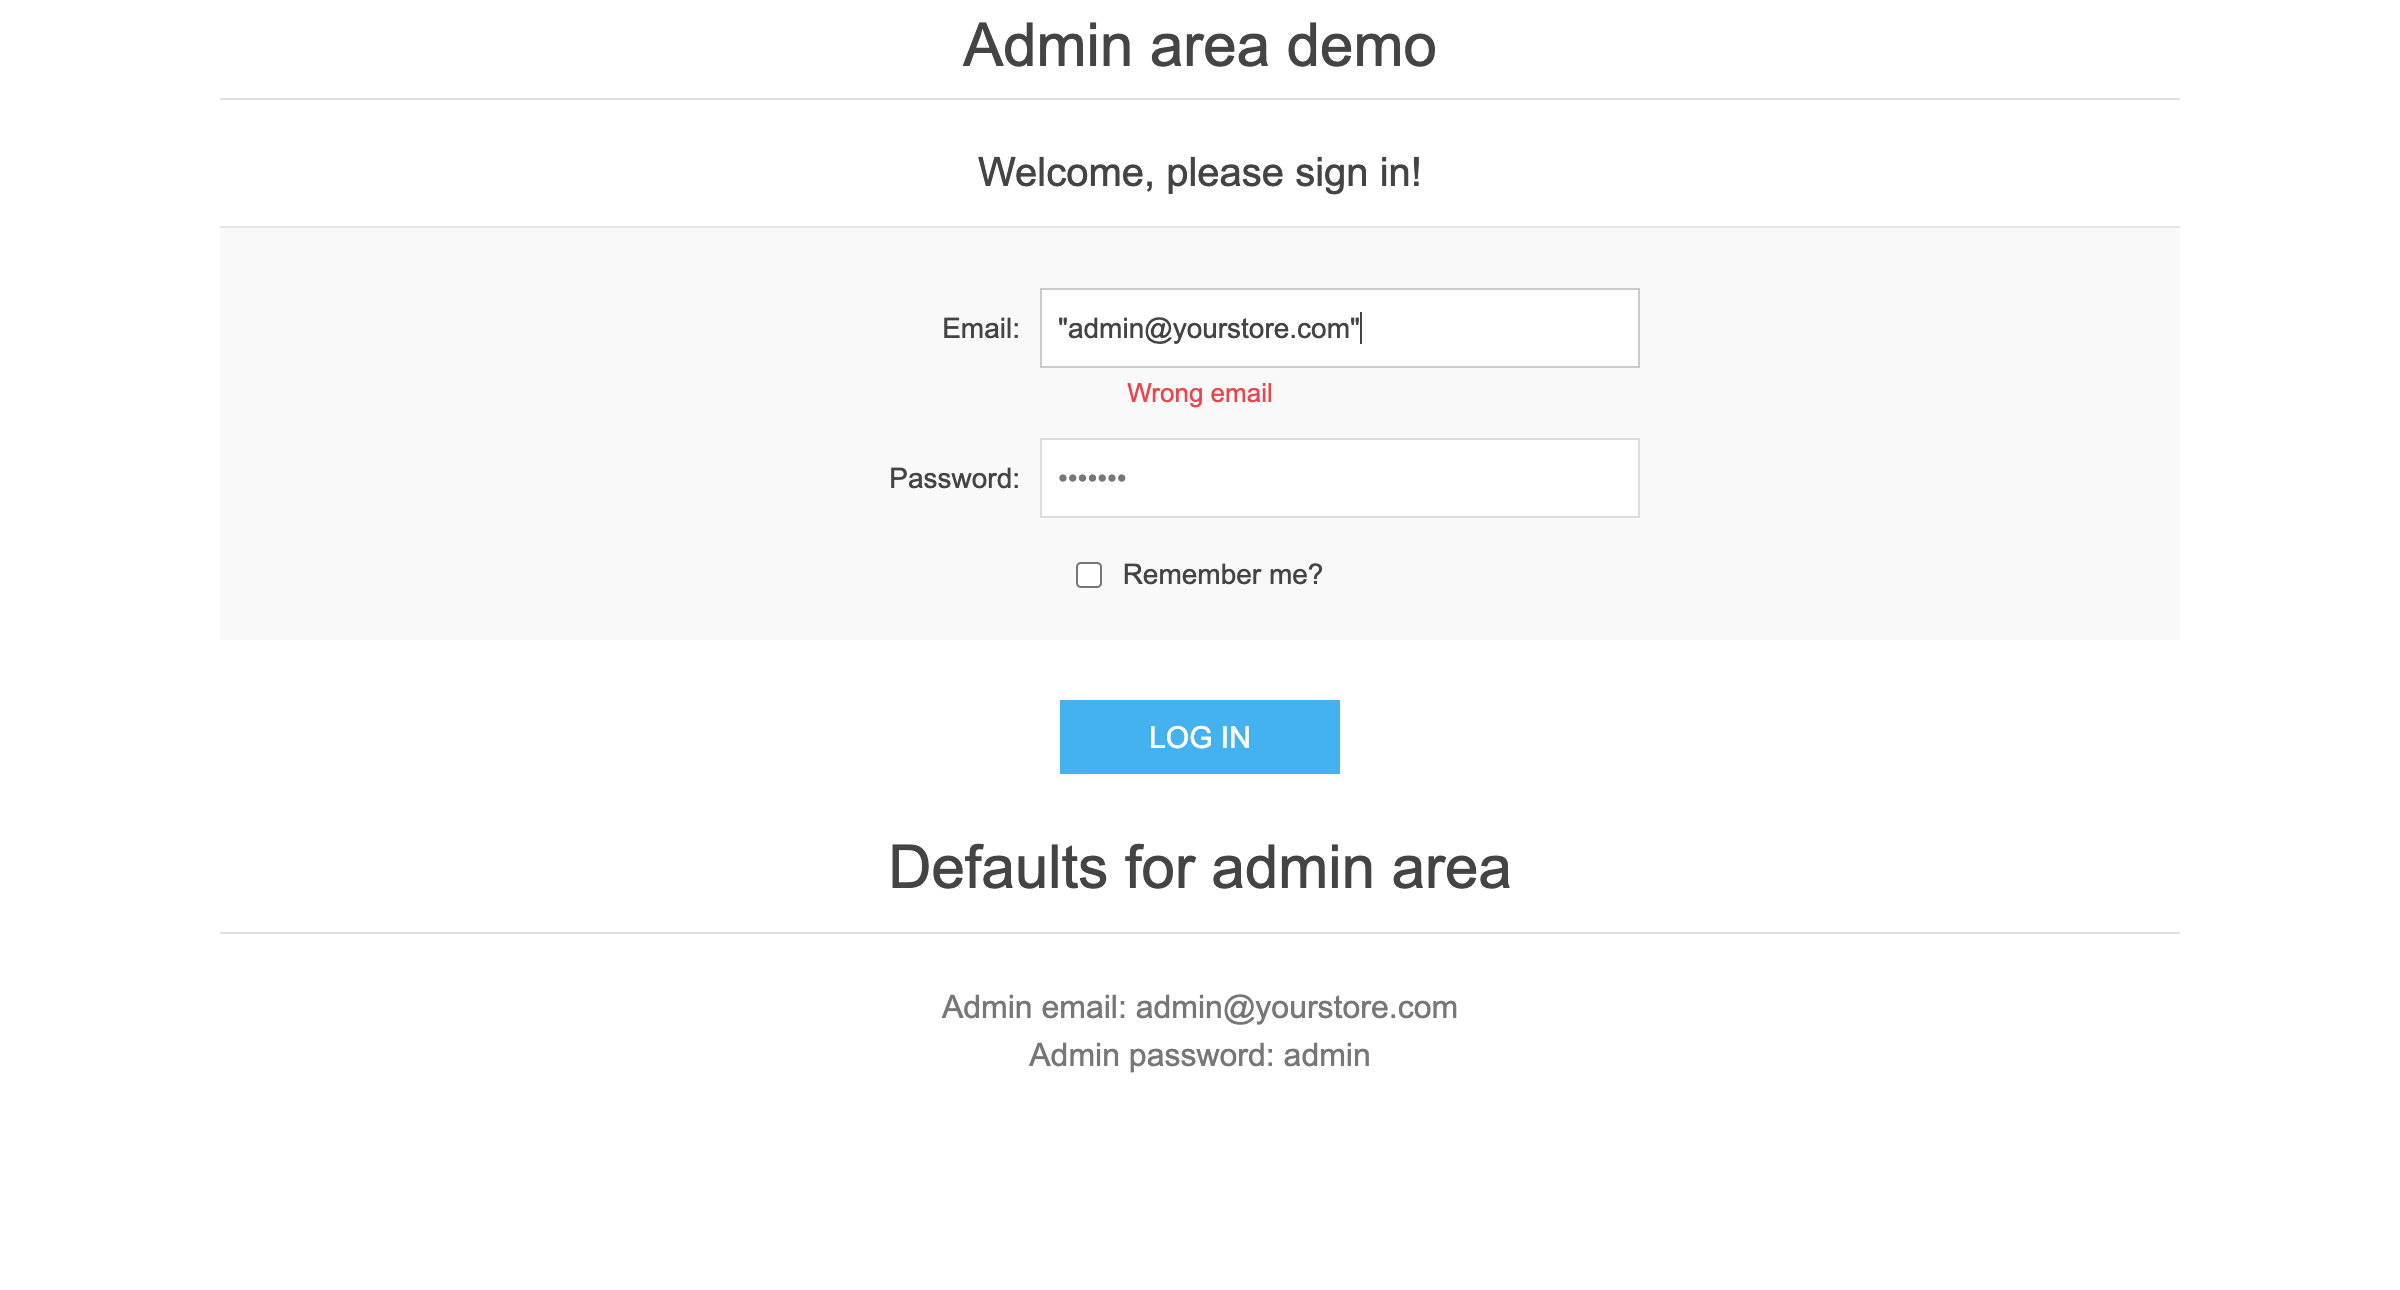 Admin area demo
Welcome, please sign in!
Email: "admin@yourstore.com"
Wrong email
Password: •••••••
Remember me?
LOG IN
Defaults for admin area
Admin email: admin@yourstore.com
Admin password: admin